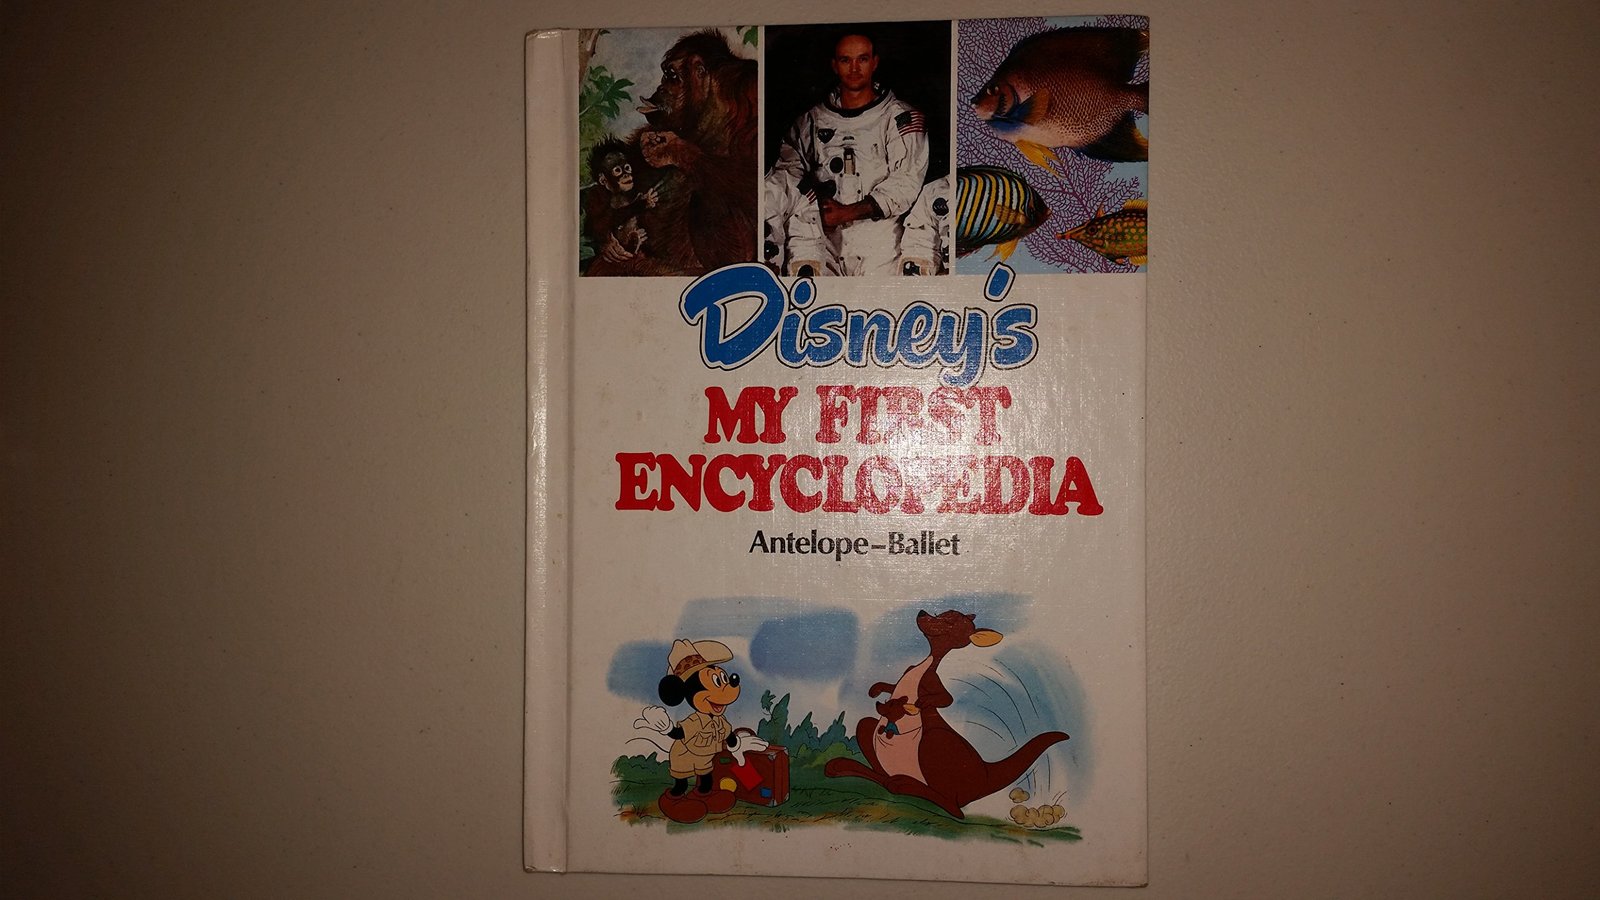 Disney's
MY FIRST
ENCYCLOPEDIA
Antelope–Ballet